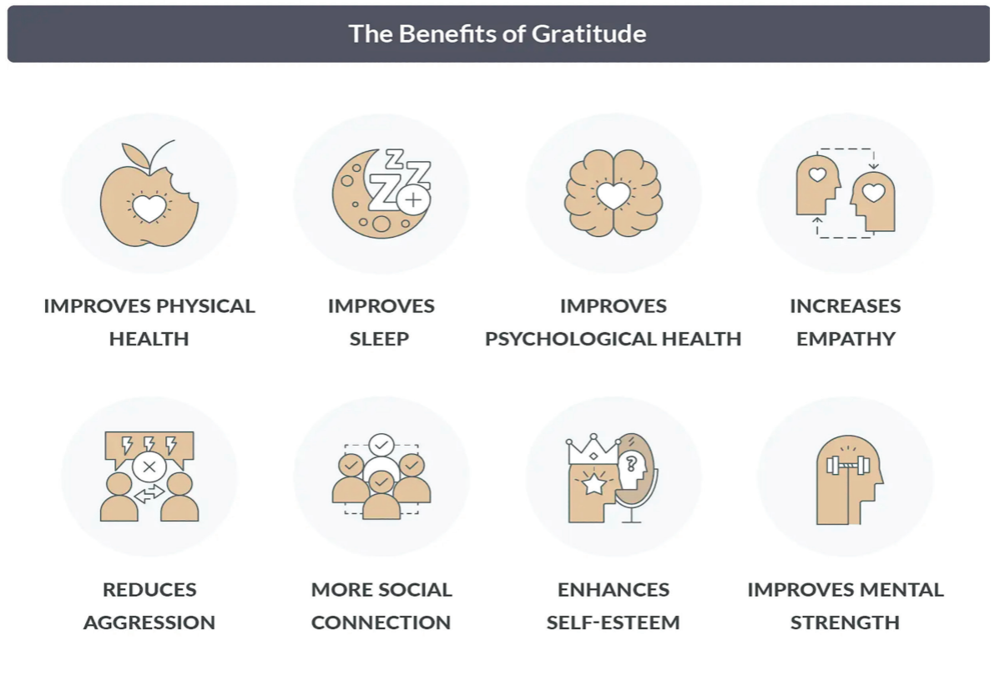 The Benefits of Gratitude
Z
Z
Z
IMPROVES PHYSICAL
HEALTH
IMPROVES
SLEEP
IMPROVES
PSYCHOLOGICAL HEALTH
INCREASES
EMPATHY
?
REDUCES
AGGRESSION
MORE SOCIAL
CONNECTION
ENHANCES
SELF-ESTEEM
IMPROVES MENTAL
STRENGTH